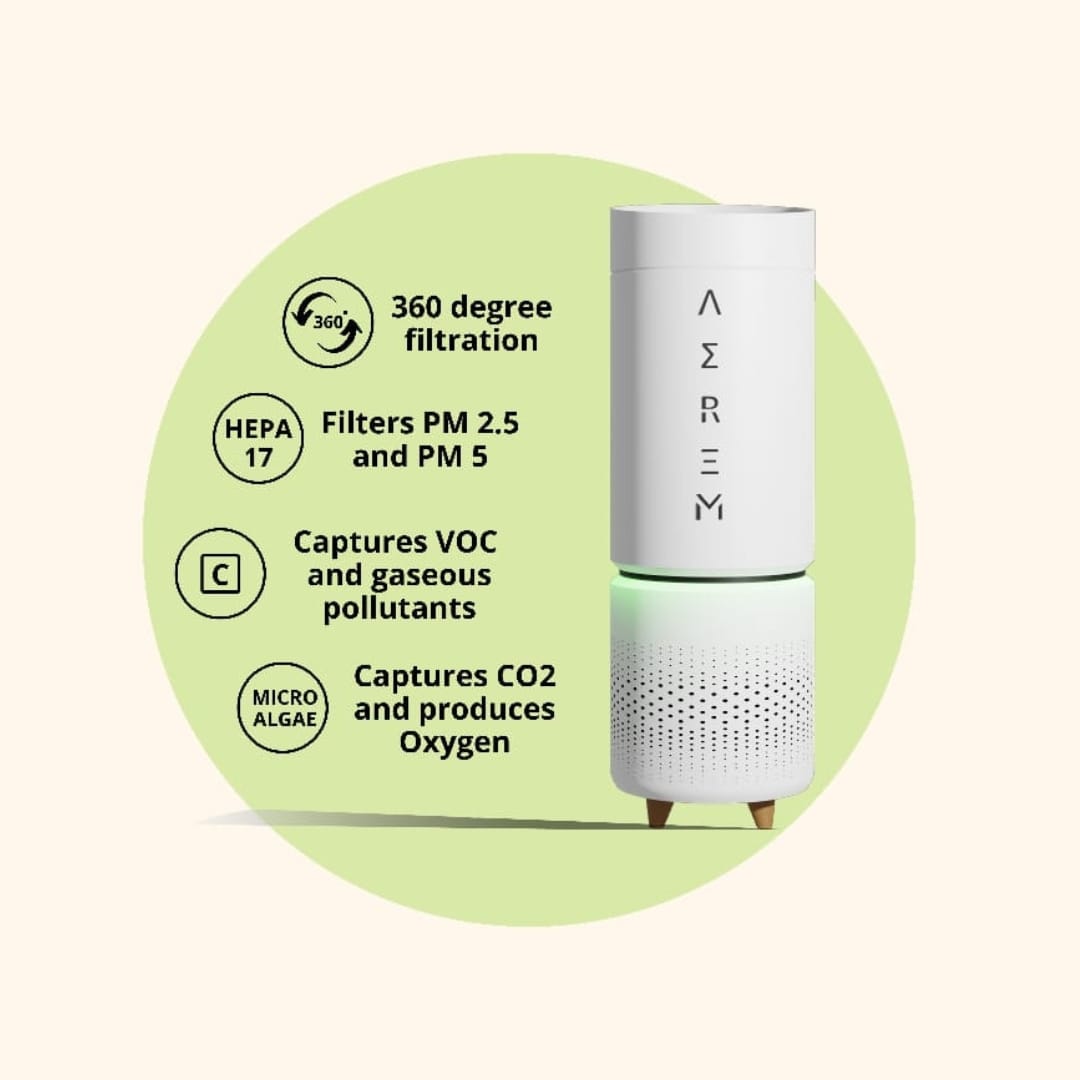 360°
360 degree
filtration
HEPA
17
Filters PM 2.5
and PM 5
C
Captures VOC
and gaseous
pollutants
MICRO
ALGAE
Captures CO2
and produces
Oxygen
Λ
Σ
R
Ξ
M